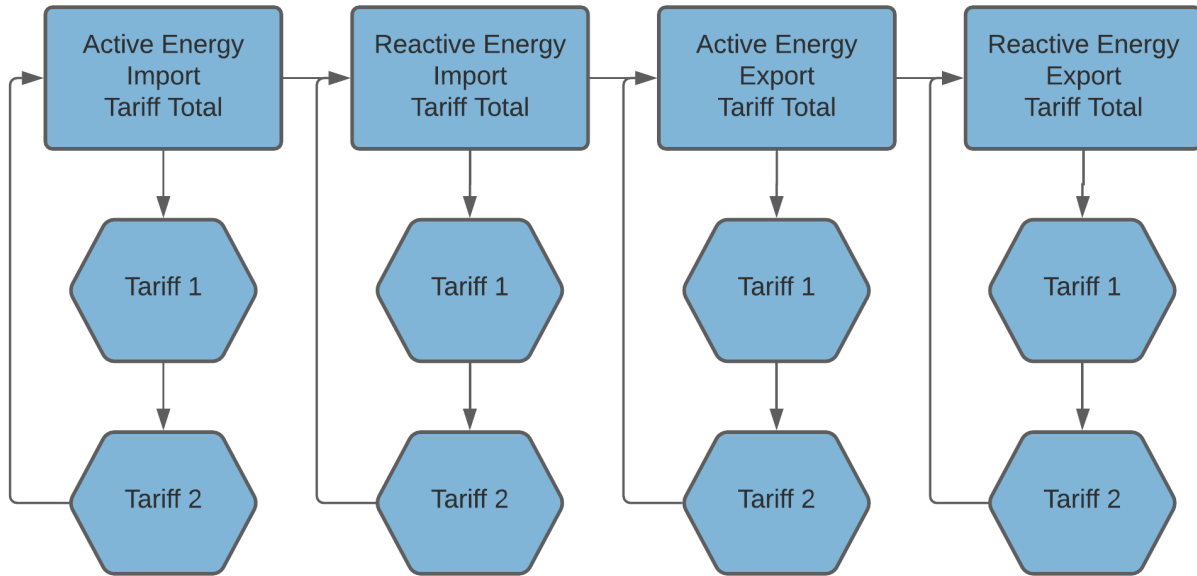 Active Energy
Import
Tariff Total
Reactive Energy
Import
Tariff Total
Active Energy
Export
Tariff Total
Reactive Energy
Export
Tariff Total
Tariff 1
Tariff 1
Tariff 1
Tariff 1
Tariff 2
Tariff 2
Tariff 2
Tariff 2